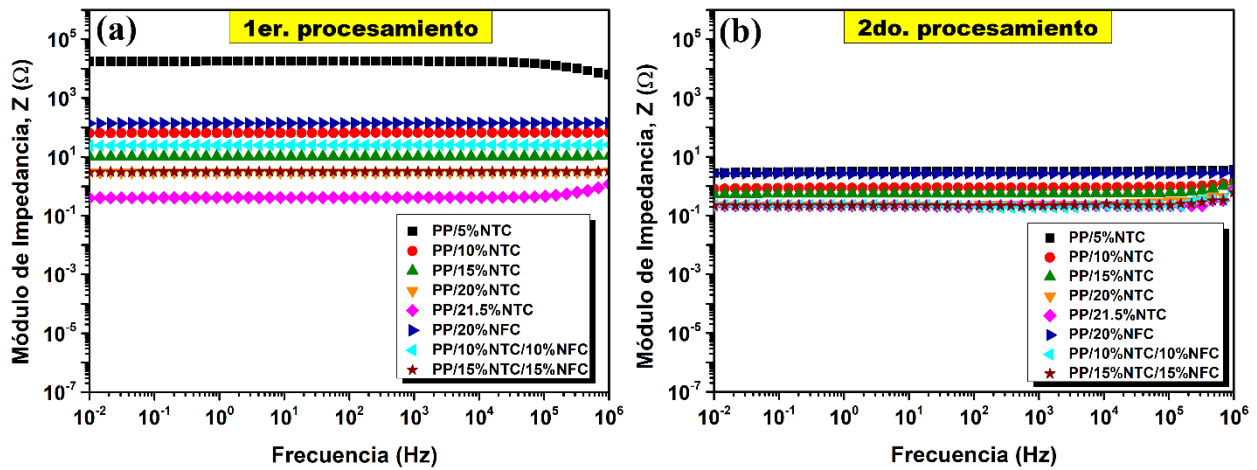 (a)
1er. procesamiento
10^5
10^3
10^1
10^-1
10^-3
10^-5
10^-7
Módulo de Impedancia, Z (Ω)
PP/5%NTC
PP/10%NTC
PP/15%NTC
PP/20%NTC
PP/21.5%NTC
PP/20%NFC
PP/10%NTC/10%NFC
PP/15%NTC/15%NFC
10^-2 10^-1 10^0 10^1 10^2 10^3 10^4 10^5 10^6
Frecuencia (Hz)
(b)
2do. procesamiento
10^5
10^3
10^1
10^-1
10^-3
10^-5
10^-7
Módulo de Impedancia, Z (Ω)
PP/5%NTC
PP/10%NTC
PP/15%NTC
PP/20%NTC
PP/21.5%NTC
PP/20%NFC
PP/10%NTC/10%NFC
PP/15%NTC/15%NFC
10^-2 10^-1 10^0 10^1 10^2 10^3 10^4 10^5 10^6
Frecuencia (Hz)